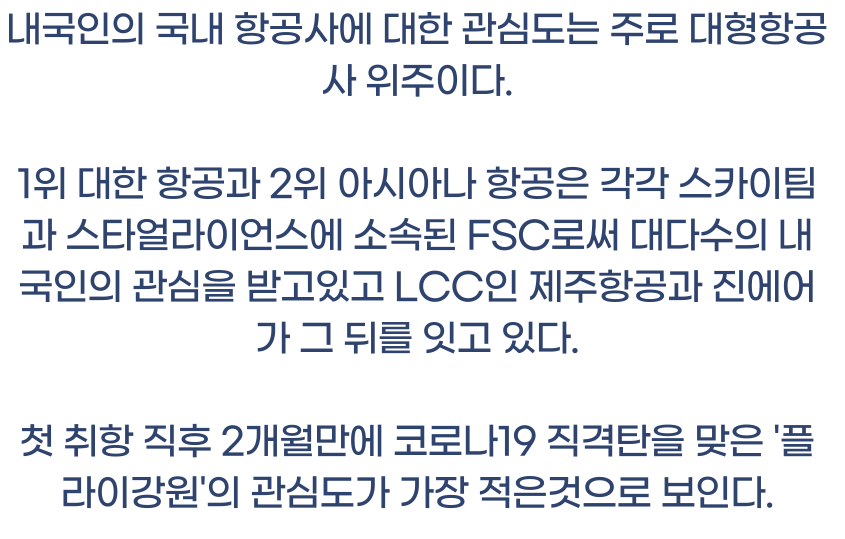 내국인의 국내 항공사에 대한 관심도는 주로 대형항공
사 위주이다.
1위 대한 항공과 2위 아시아나 항공은 각각 스카이팀
과 스타얼라이언스에 소속된 FSC로써 대다수의 내
국인의 관심을 받고있고 LCC인 제주항공과 진에어
가 그 뒤를 잇고 있다.
첫 취항 직후 2개월만에 코로나19 직격탄을 맞은 '플
라이강원'의 관심도가 가장 적은것으로 보인다.